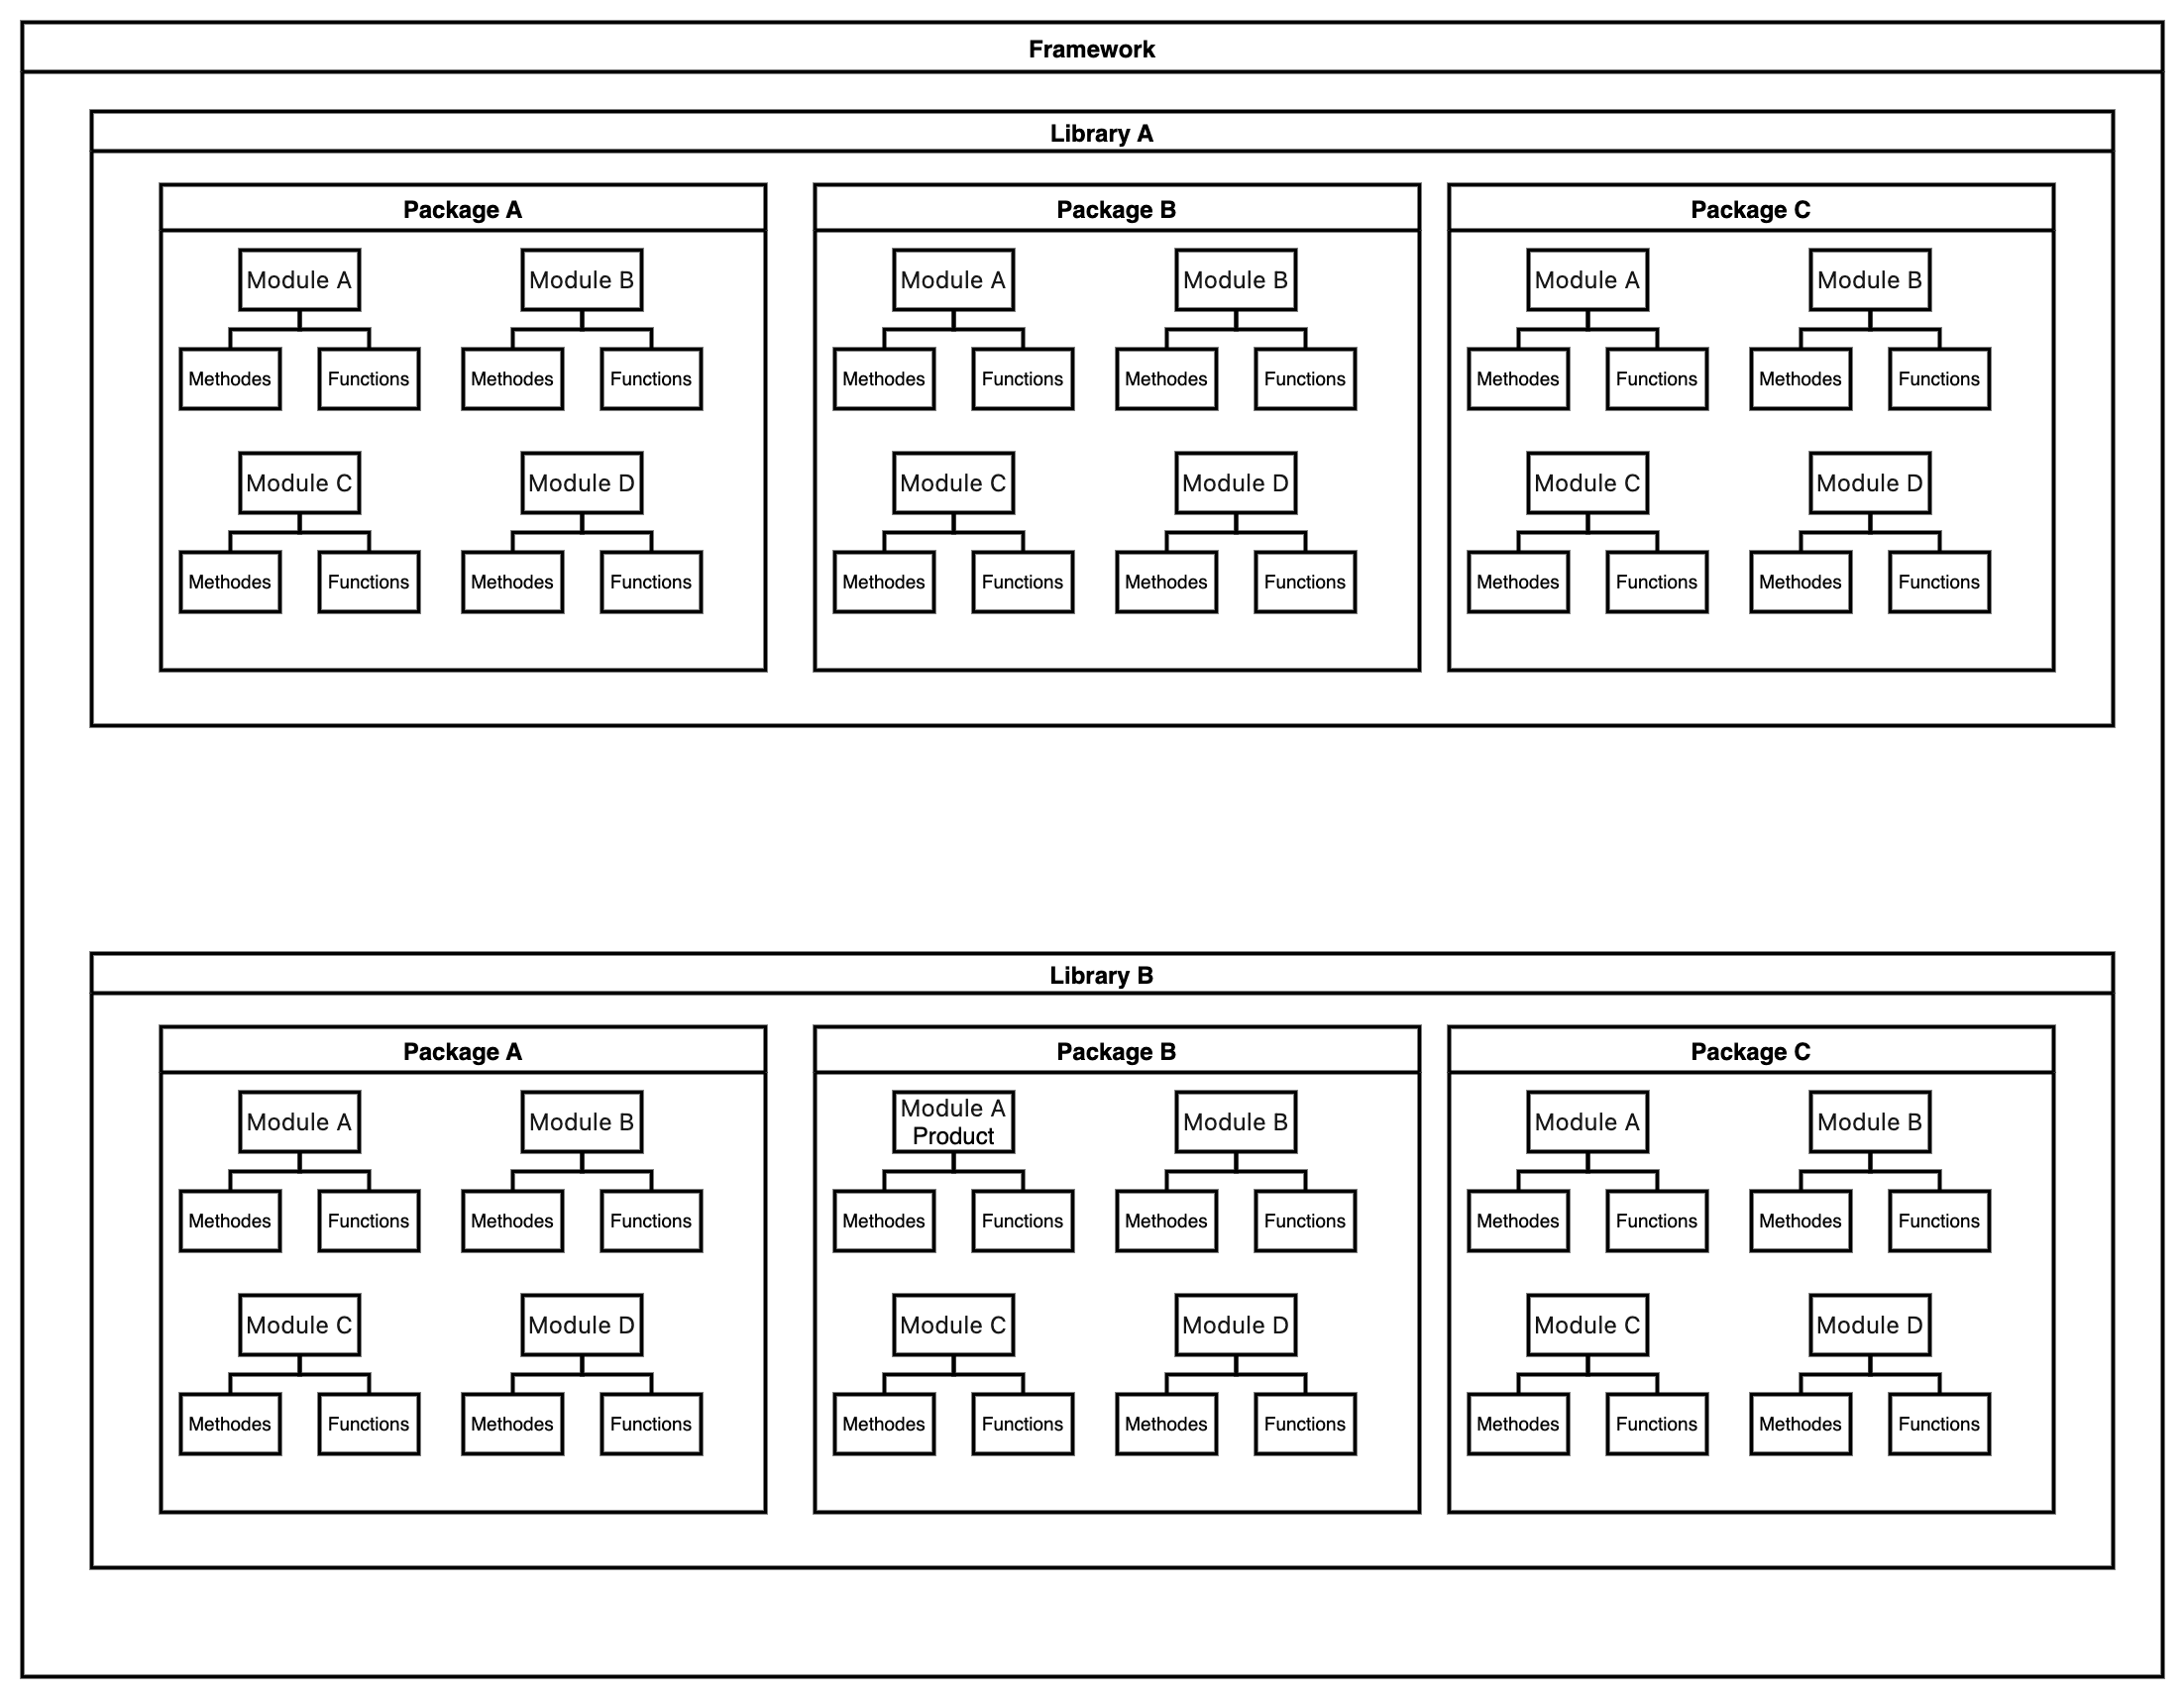 Framework
Library A
Package A
Package B
Package C
Module A
Module B
Module A
Module B
Module A
Module B
Methodes
Functions
Methodes
Functions
Methodes
Functions
Methodes
Functions
Methodes
Functions
Methodes
Functions
Module C
Module D
Module C
Module D
Module C
Module D
Methodes
Functions
Methodes
Functions
Methodes
Functions
Methodes
Functions
Methodes
Functions
Methodes
Functions
Library B
Package A
Package B
Package C
Module A
Module B
Module A
Product
Module B
Module A
Module B
Methodes
Functions
Methodes
Functions
Methodes
Functions
Methodes
Functions
Methodes
Functions
Methodes
Functions
Module C
Module D
Module C
Module D
Module C
Module D
Methodes
Functions
Methodes
Functions
Methodes
Functions
Methodes
Functions
Methodes
Functions
Methodes
Functions